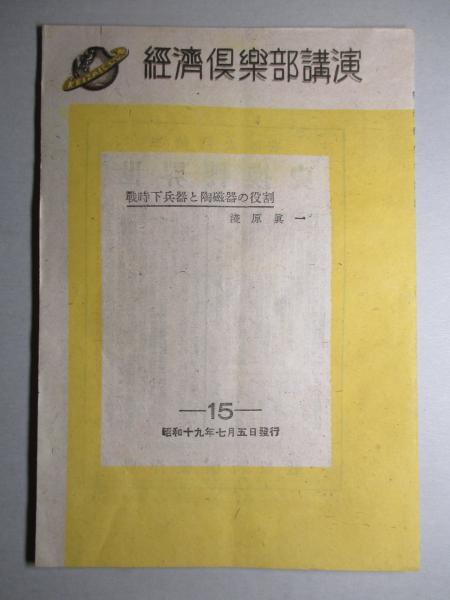 經濟倶樂部講演
戰時下兵器と陶磁器の役割
淺原眞一
—15—
昭和十九年七月五日發行